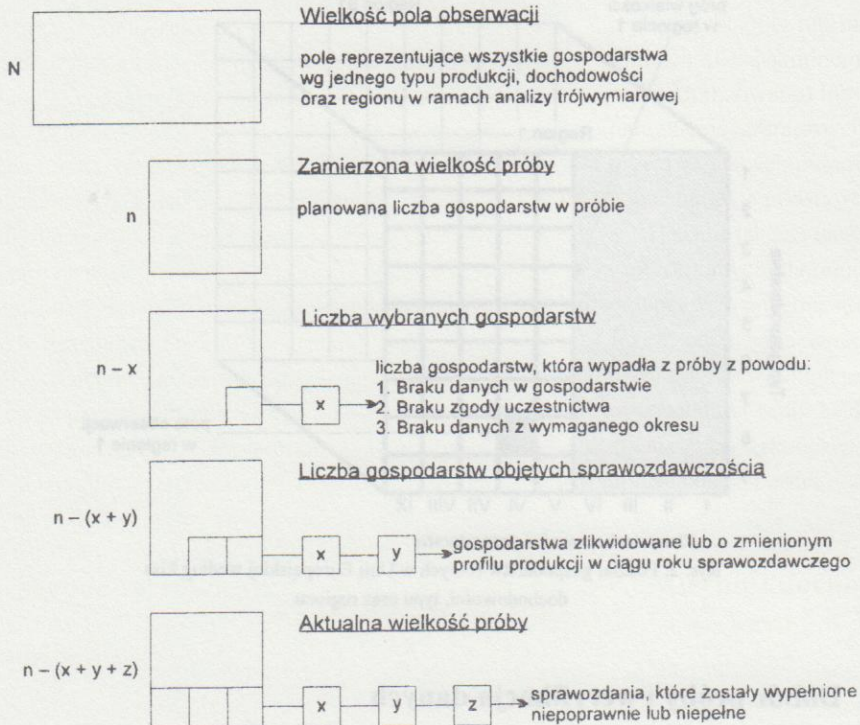 Wielkość pola obserwacji
N
pole reprezentujące wszystkie gospodarstwa
wg jednego typu produkcji, dochodowości
oraz regionu w ramach analizy trójwymiarowej
Zamierzona wielkość próby
n
planowana liczba gospodarstw w próbie
Liczba wybranych gospodarstw
n – x
liczba gospodarstw, która wypadła z próby z powodu:
1. Braku danych w gospodarstwie
x
2. Braku zgody uczestnictwa
3. Braku danych z wymaganego okresu
Liczba gospodarstw objętych sprawozdawczością
n – (x + y)
x
y
gospodarstwa zlikwidowane lub o zmienionym
profilu produkcji w ciągu roku sprawozdawczego
Aktualna wielkość próby
n – (x + y + z)
x
y
z
sprawozdania, które zostały wypełnione
niepoprawnie lub niepełne